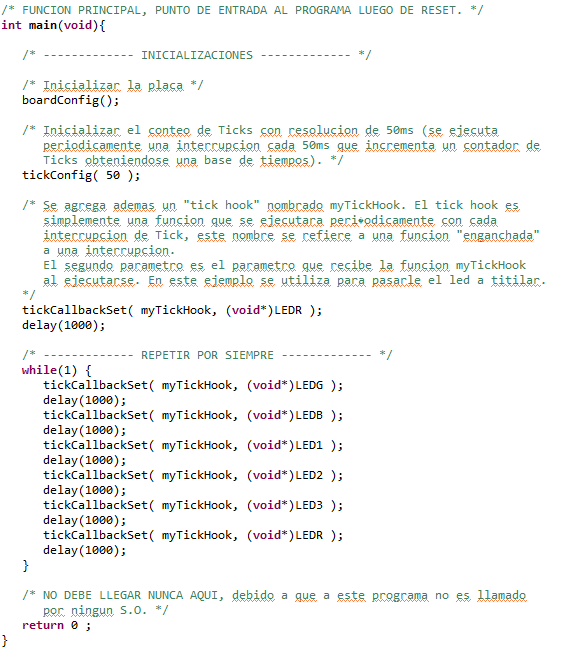 /* FUNCION PRINCIPAL, PUNTO DE ENTRADA AL PROGRAMA LUEGO DE RESET. */
int main(void){
/* ------------- INICIALIZACIONES ------------- */
/* Inicializar la placa */
boardConfig();
/* Inicializar el conteo de Ticks con resolucion de 50ms (se ejecuta
periodicamente una interrupcion cada 50ms que incrementa un contador de
Ticks obteniendose una base de tiempos). */
tickConfig( 50 );
/* Se agrega ademas un "tick hook" nombrado myTickHook. El tick hook es
simplemente una funcion que se ejecutara peri�odicamente con cada
interrupcion de Tick, este nombre se refiere a una funcion "enganchada"
a una interrupcion.
El segundo parametro es el parametro que recibe la funcion myTickHook
al ejecutarse. En este ejemplo se utiliza para pasarle el led a titilar.
*/
tickCallbackSet( myTickHook, (void*)LEDR );
delay(1000);
/* ------------- REPETIR POR SIEMPRE ------------- */
while(1) {
tickCallbackSet( myTickHook, (void*)LEDG );
delay(1000);
tickCallbackSet( myTickHook, (void*)LEDB );
delay(1000);
tickCallbackSet( myTickHook, (void*)LED1 );
delay(1000);
tickCallbackSet( myTickHook, (void*)LED2 );
delay(1000);
tickCallbackSet( myTickHook, (void*)LED3 );
delay(1000);
tickCallbackSet( myTickHook, (void*)LEDR );
delay(1000);
}
/* NO DEBE LLEGAR NUNCA AQUI, debido a que a este programa no es llamado
por ningun S.O. */
return 0 ;
}